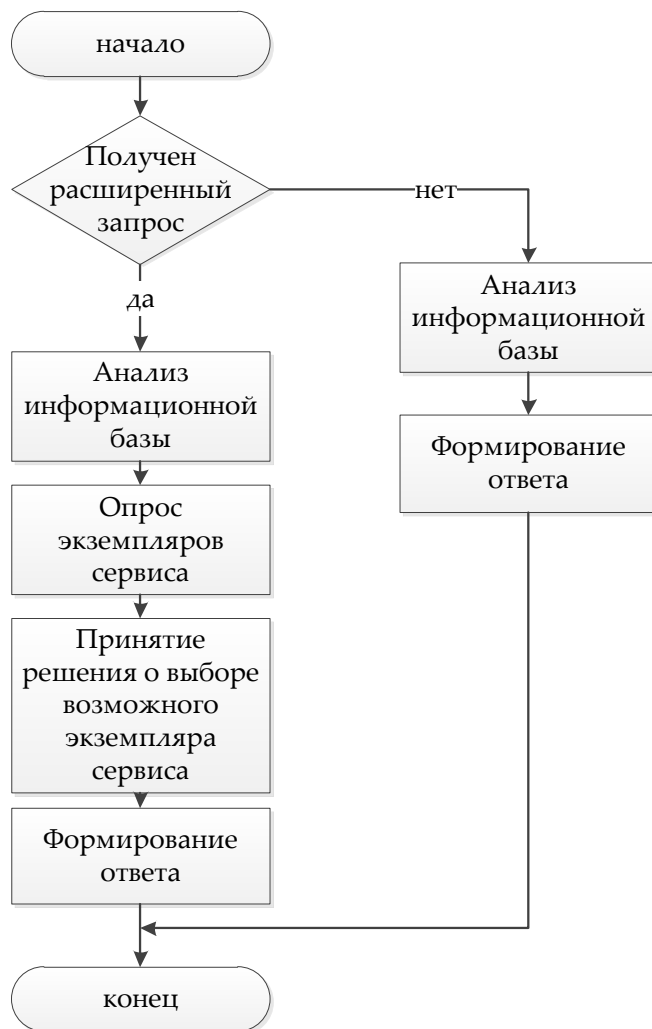 начало
Получен
расширенный
запрос
нет
да
Анализ
информационной
базы
Анализ
информационной
базы
Формирование
ответа
Опрос
экземпляров
сервиса
Принятие
решения о выборе
возможного
экземпляра
сервиса
Формирование
ответа
конец